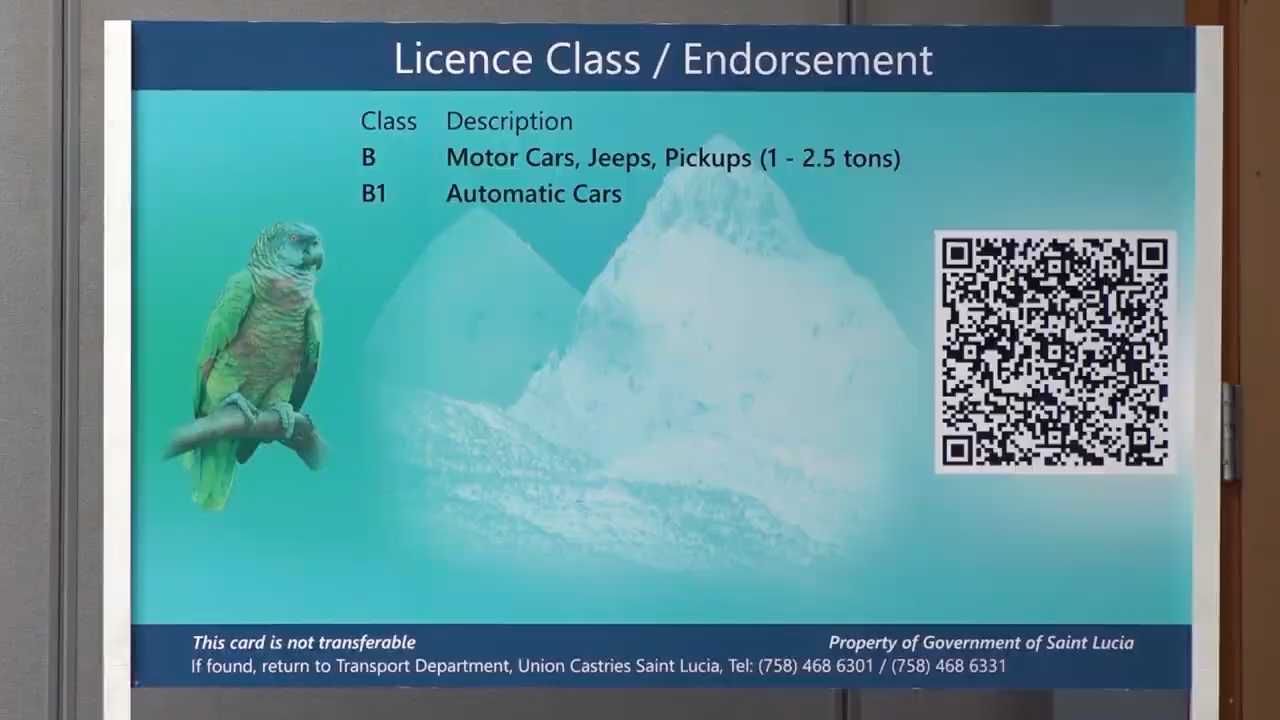 Licence Class / Endorsement
Class Description
B Motor Cars, Jeeps, Pickups (1 - 2.5 tons)
B1 Automatic Cars
This card is not transferable Property of Government of Saint Lucia
If found, return to Transport Department, Union Castries Saint Lucia, Tel: (758) 468 6301 / (758) 468 6331